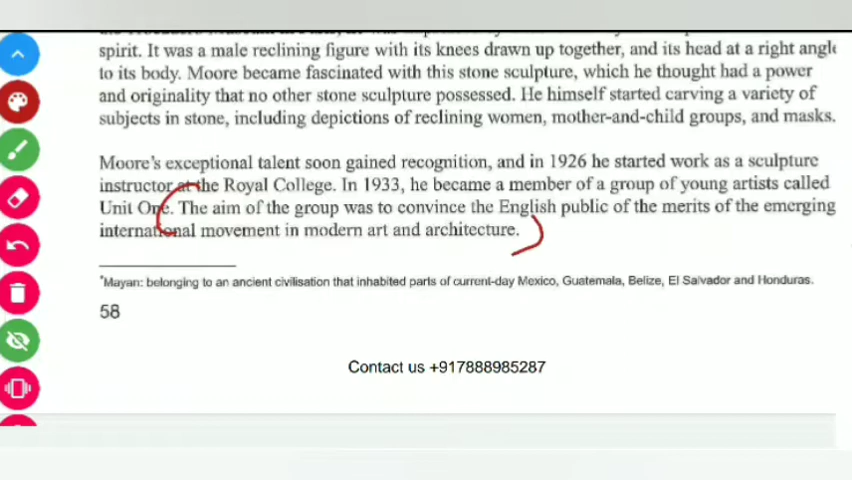 spirit. It was a male reclining figure with its knees drawn up together, and its head at a right angle
to its body. Moore became fascinated with this stone sculpture, which he thought had a power
and originality that no other stone sculpture possessed. He himself started carving a variety of
subjects in stone, including depictions of reclining women, mother-and-child groups, and masks.
Moore's exceptional talent soon gained recognition, and in 1926 he started work as a sculpture
instructor at the Royal College. In 1933, he became a member of a group of young artists called
Unit One. The aim of the group was to convince the English public of the merits of the emerging
international movement in modern art and architecture.
*Mayan: belonging to an ancient civilisation that inhabited parts of current-day Mexico, Guatemala, Belize, El Salvador and Honduras.
58
Contact us +917888985287